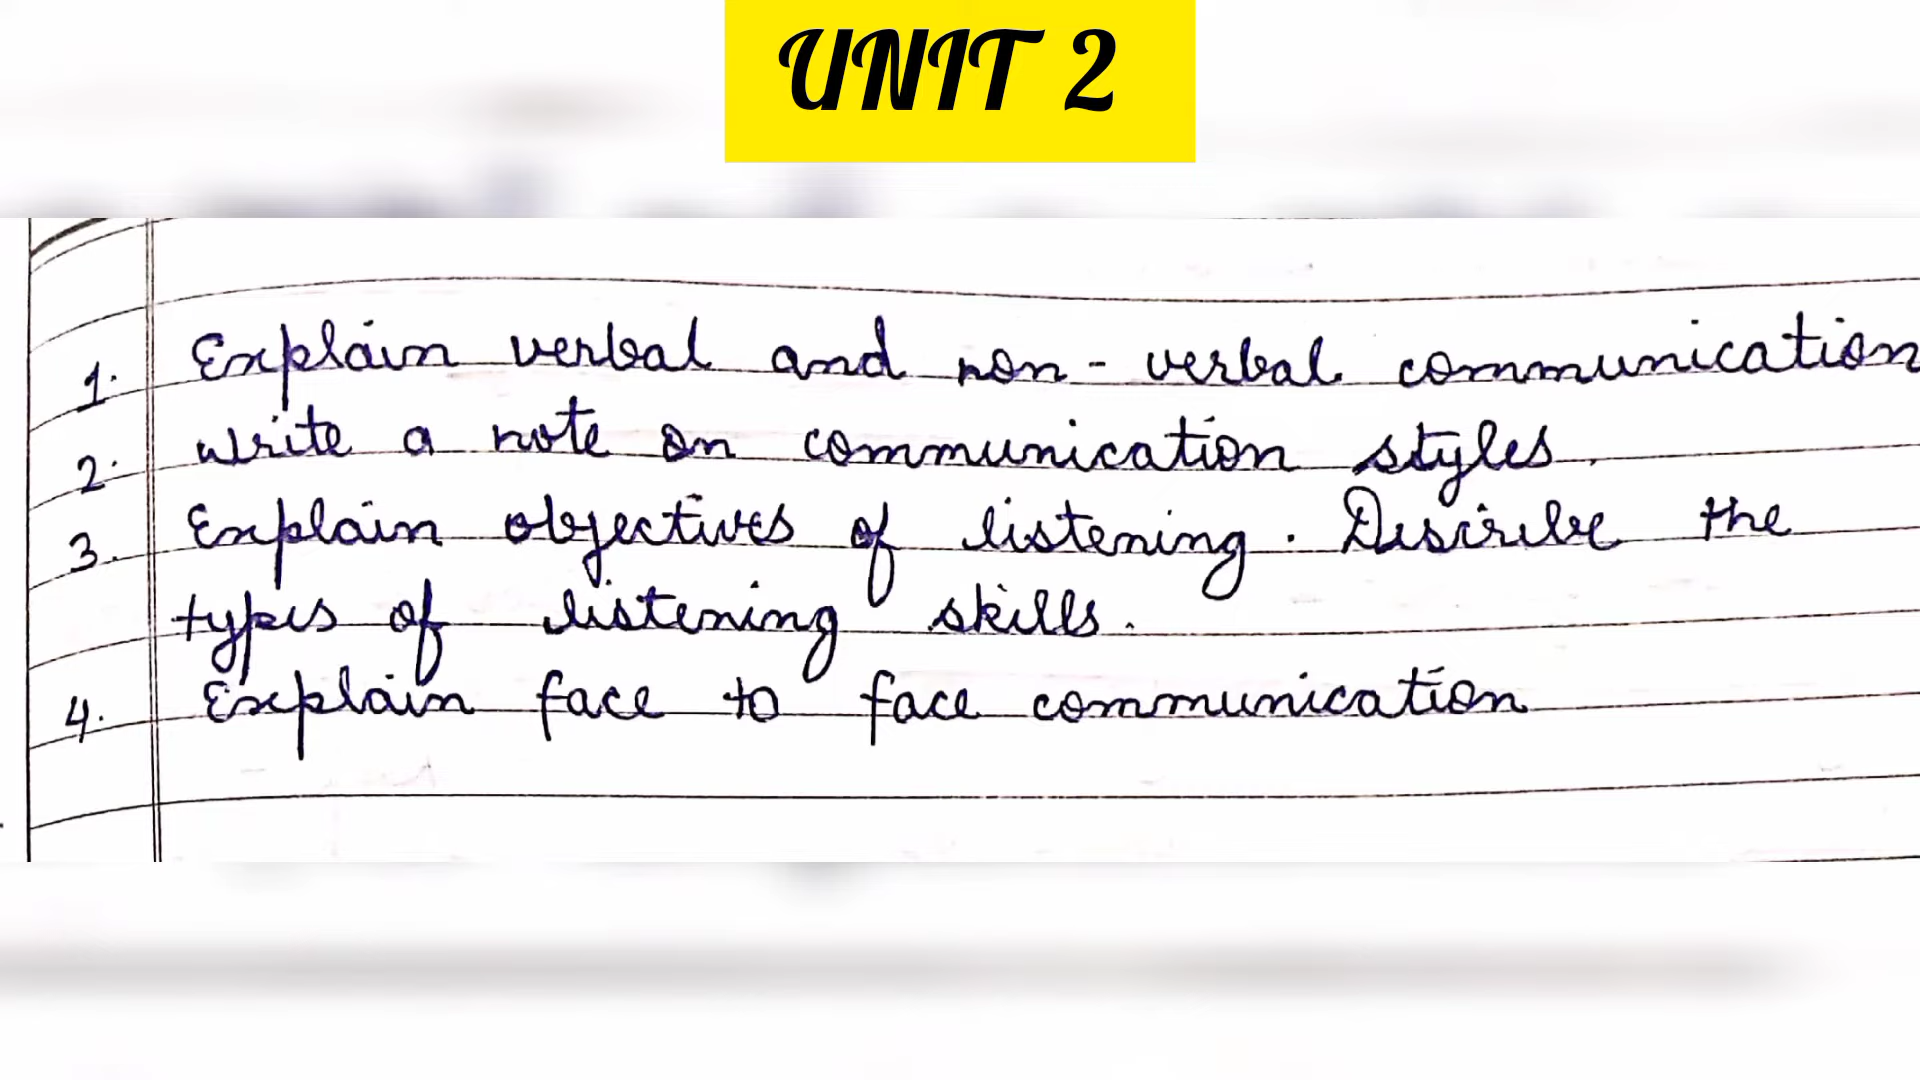 UNIT 2
1. Explain verbal and non-verbal communication
2. Write a note on communication styles.
3. Explain objectives of listening. Describe the
types of listening skills.
4. Explain face to face communication